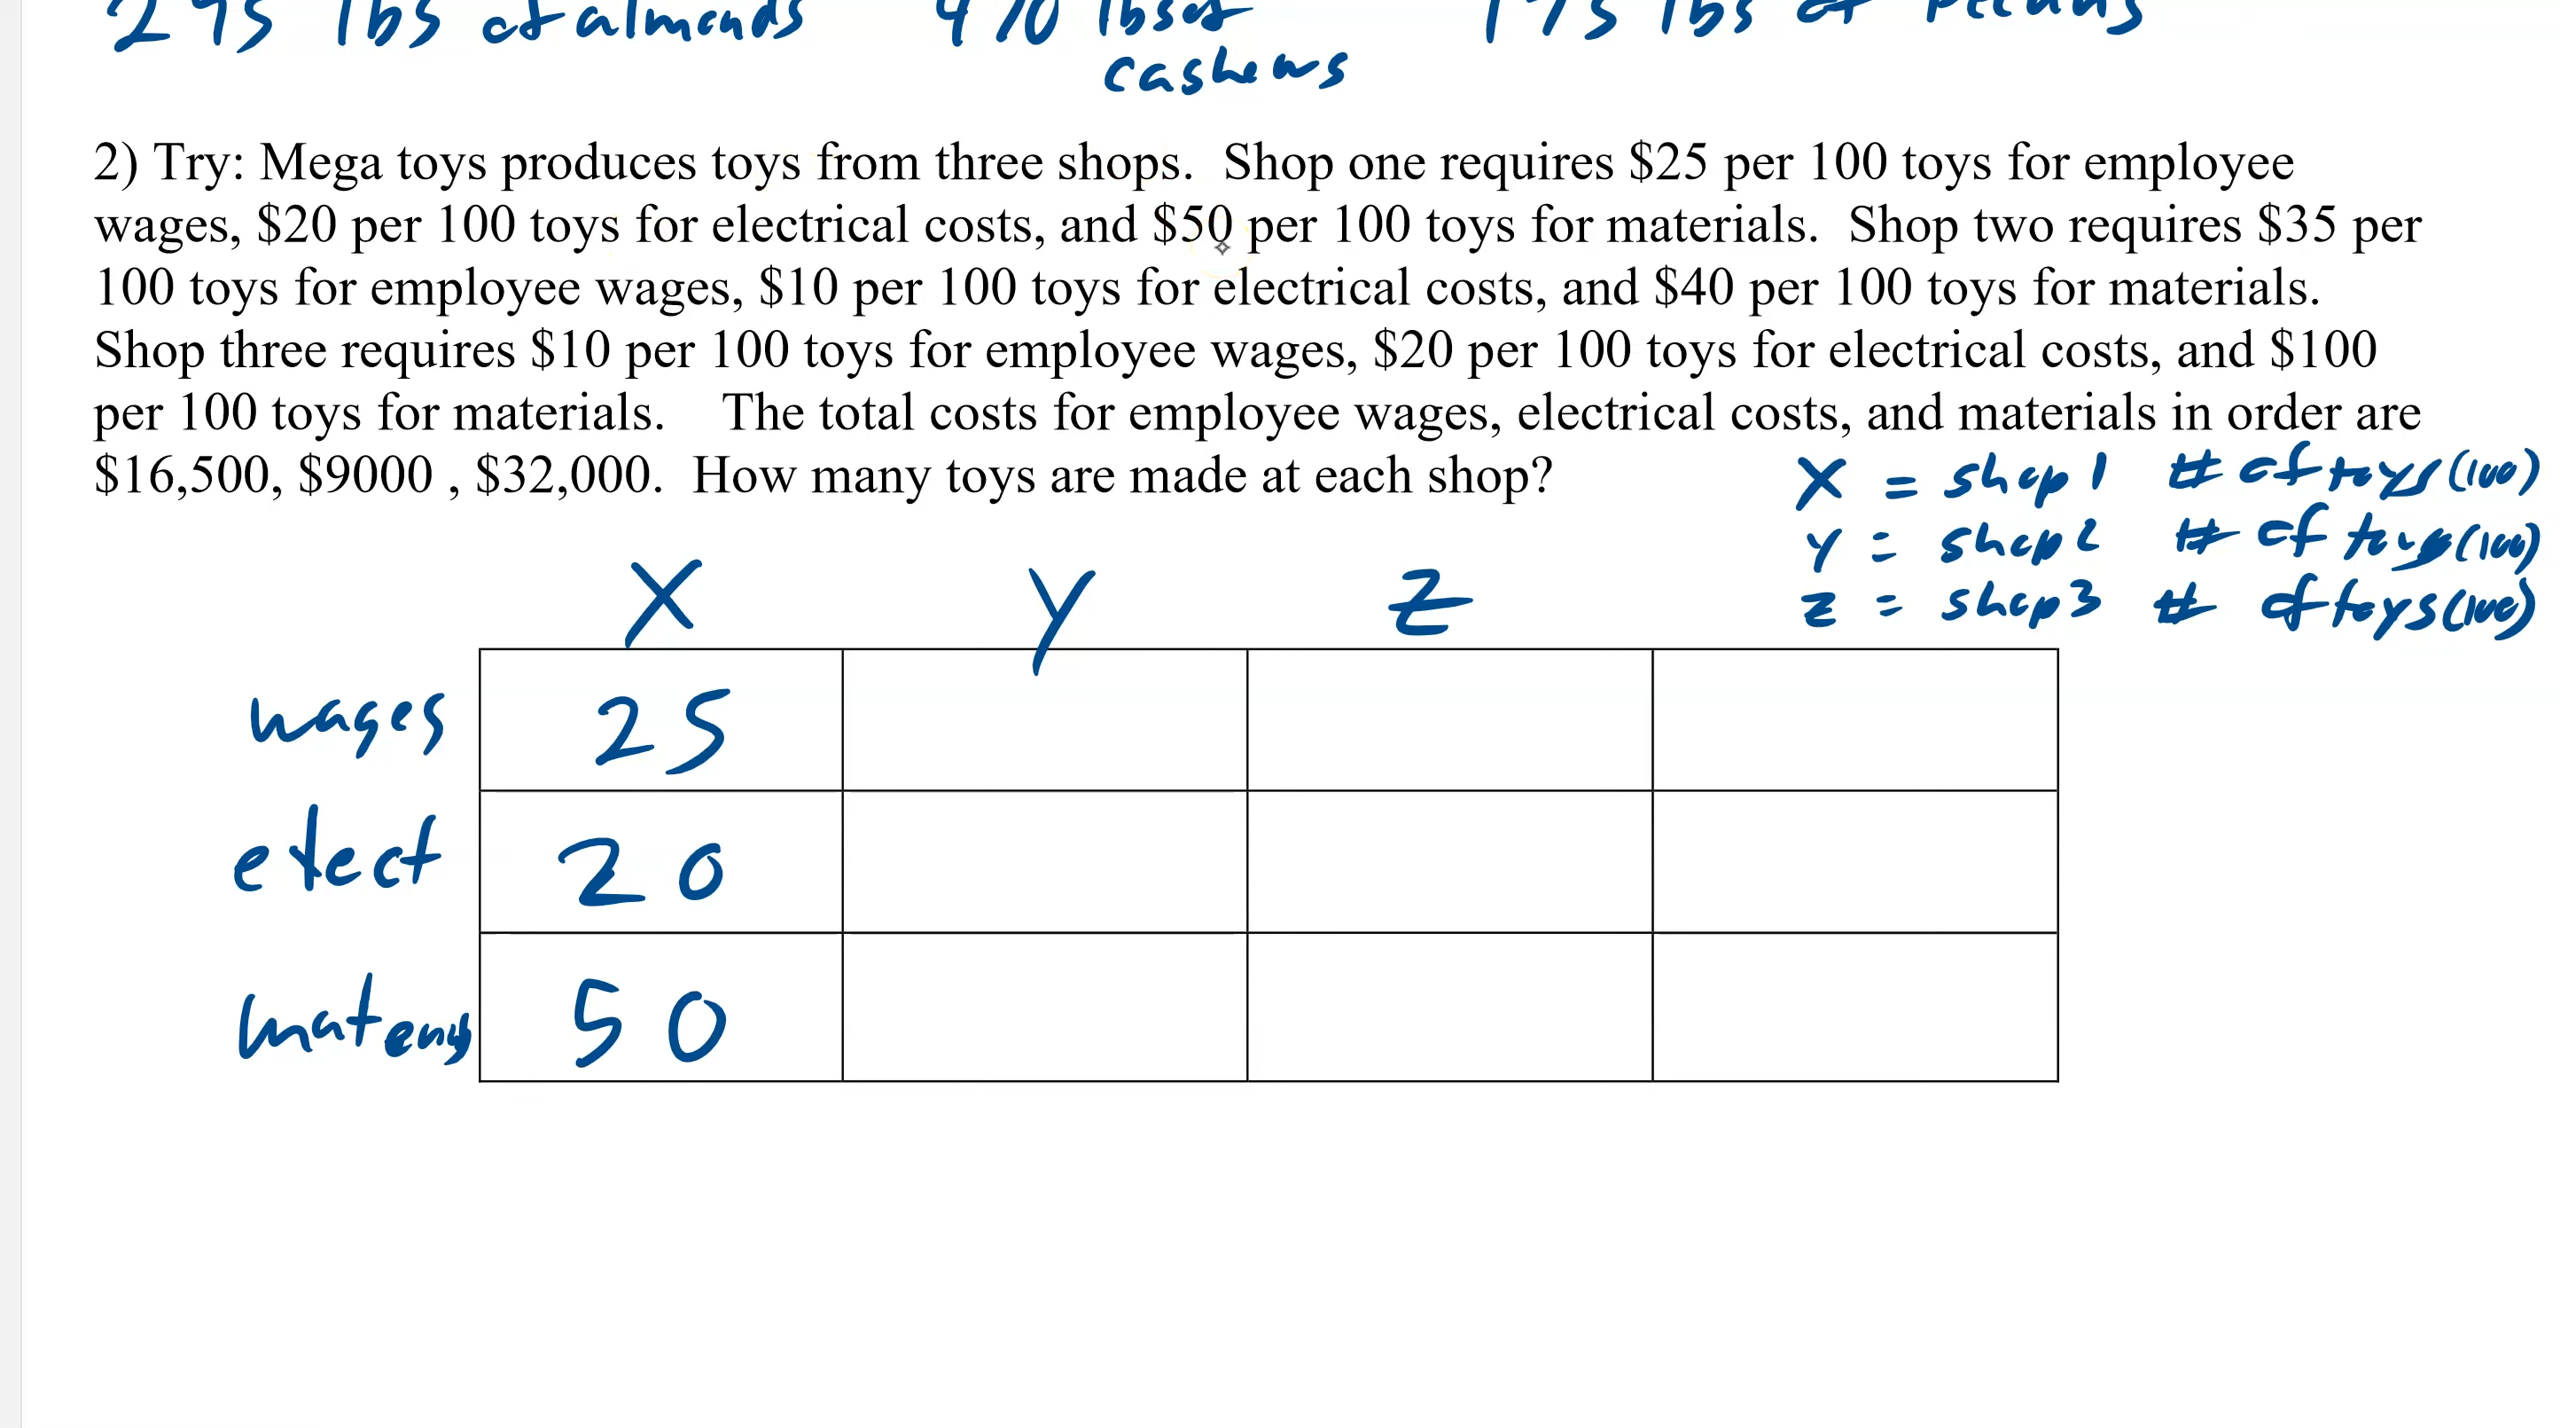 295 lbs of almonds 470 lbs of 175 lbs of pecans
cashews
2) Try: Mega toys produces toys from three shops. Shop one requires $25 per 100 toys for employee
wages, $20 per 100 toys for electrical costs, and $50 per 100 toys for materials. Shop two requires $35 per
100 toys for employee wages, $10 per 100 toys for electrical costs, and $40 per 100 toys for materials.
Shop three requires $10 per 100 toys for employee wages, $20 per 100 toys for electrical costs, and $100
per 100 toys for materials. The total costs for employee wages, electrical costs, and materials in order are
$16,500, $9000 , $32,000. How many toys are made at each shop?
X = shop 1 # of toys (100)
Y = shop 2 # of toys (100)
Z = shop 3 # of toys (100)
X Y Z
wages 25
elect 20
50